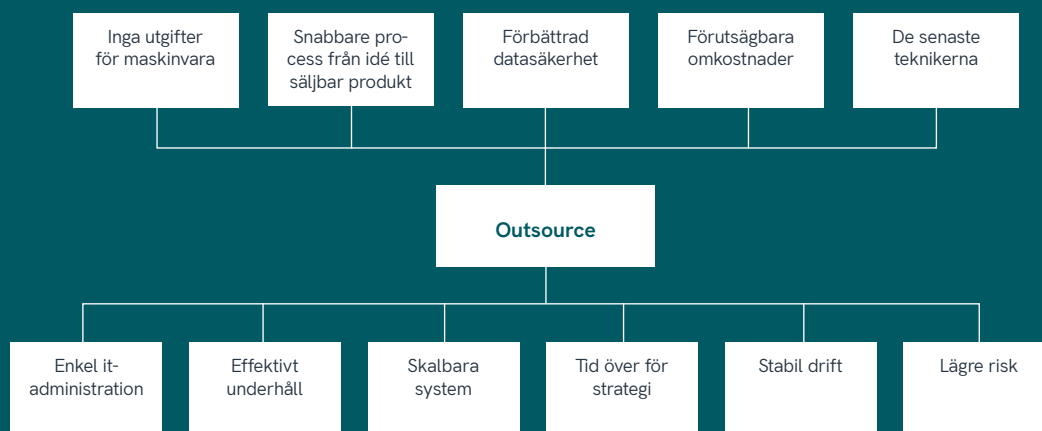 Inga utgifter
för maskinvara
Snabbare pro-
cess från idé till
säljbar produkt
Förbättrad
datasäkerhet
Förutsägbara
omkostnader
De senaste
teknikerna
Outsource
Enkel it-
administration
Effektivt
underhåll
Skalbara
system
Tid över för
strategi
Stabil drift
Lägre risk